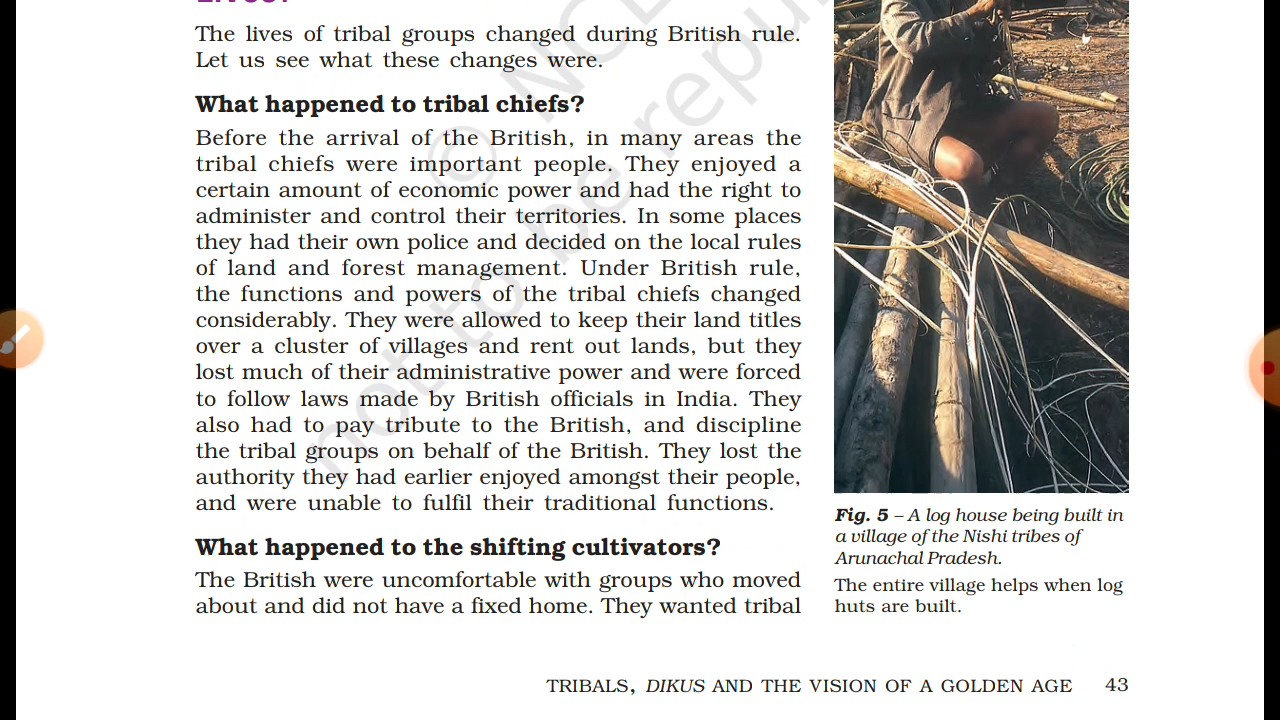 The lives of tribal groups changed during British rule.
Let us see what these changes were.
What happened to tribal chiefs?
Before the arrival of the British, in many areas the
tribal chiefs were important people. They enjoyed a
certain amount of economic power and had the right to
administer and control their territories. In some places
they had their own police and decided on the local rules
of land and forest management. Under British rule,
the functions and powers of the tribal chiefs changed
considerably. They were allowed to keep their land titles
over a cluster of villages and rent out lands, but they
lost much of their administrative power and were forced
to follow laws made by British officials in India. They
also had to pay tribute to the British, and discipline
the tribal groups on behalf of the British. They lost the
authority they had earlier enjoyed amongst their people,
and were unable to fulfil their traditional functions.
What happened to the shifting cultivators?
The British were uncomfortable with groups who moved
about and did not have a fixed home. They wanted tribal
Fig. 5 – A log house being built in
a village of the Nishi tribes of
Arunachal Pradesh.
The entire village helps when log
huts are built.
TRIBALS, DIKUS AND THE VISION OF A GOLDEN AGE 43
not to be